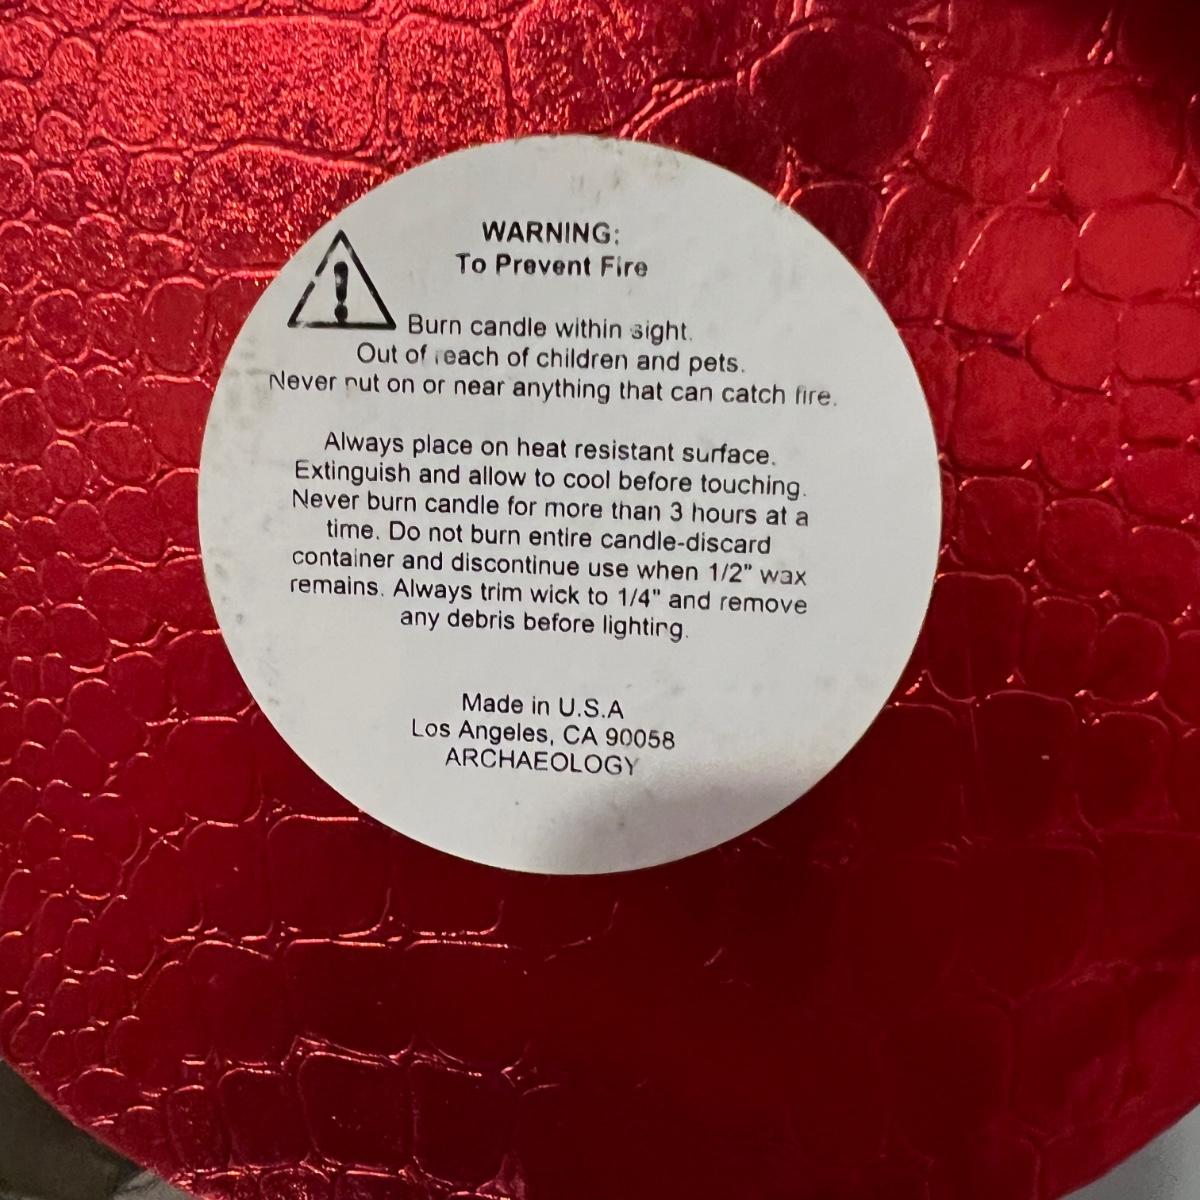 WARNING:
To Prevent Fire
Burn candle within sight.
Out of reach of children and pets.
Never put on or near anything that can catch fire.
Always place on heat resistant surface.
Extinguish and allow to cool before touching.
Never burn candle for more than 3 hours at a
time. Do not burn entire candle-discard
container and discontinue use when 1/2" wax
remains. Always trim wick to 1/4" and remove
any debris before lighting.
Made in U.S.A
Los Angeles, CA 90058
ARCHAEOLOGY